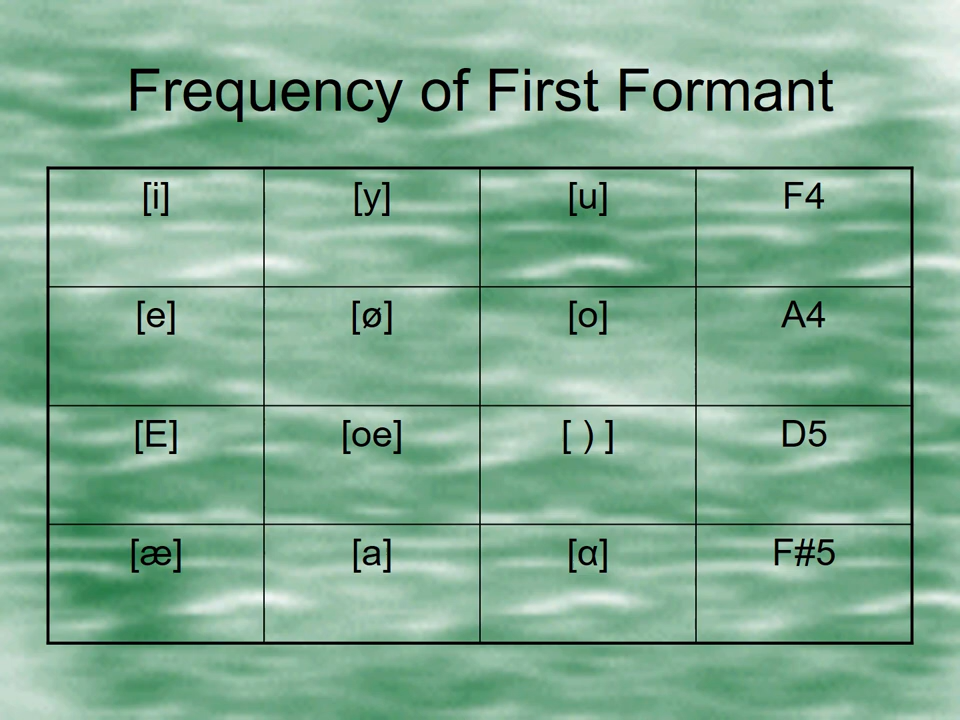 Frequency of First Formant
[i] [y] [u] F4
[e] [ø] [o] A4
[E] [oe] [ ) ] D5
[æ] [a] [α] F#5